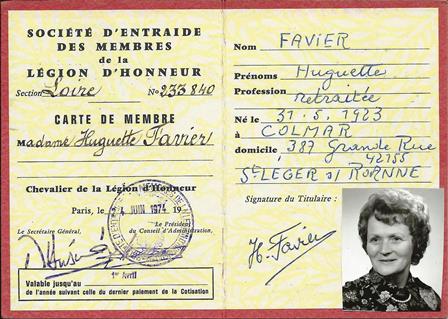 SOCIÉTÉ D'ENTRAIDE
DES MEMBRES
de la
LÉGION D'HONNEUR
Section Loire No 233840
CARTE DE MEMBRE
Madame Huguette Favier
Chevalier de la Légion d'Honneur
Paris, le 4 JUIN 1974 19
Le Secrétaire Général,
Le Président
du Conseil d'Administration,
1er Avril
Valable jusqu'au
de l'année suivant celle du dernier paiement de la Cotisation
Nom FAVIER
Prénoms Huguette
Profession retraitée
Né le 31.5.1923
à COLMAR
domicile 387 Grande Rue
42155
St LEGER s/ ROANNE
Signature du Titulaire :
H. Favier